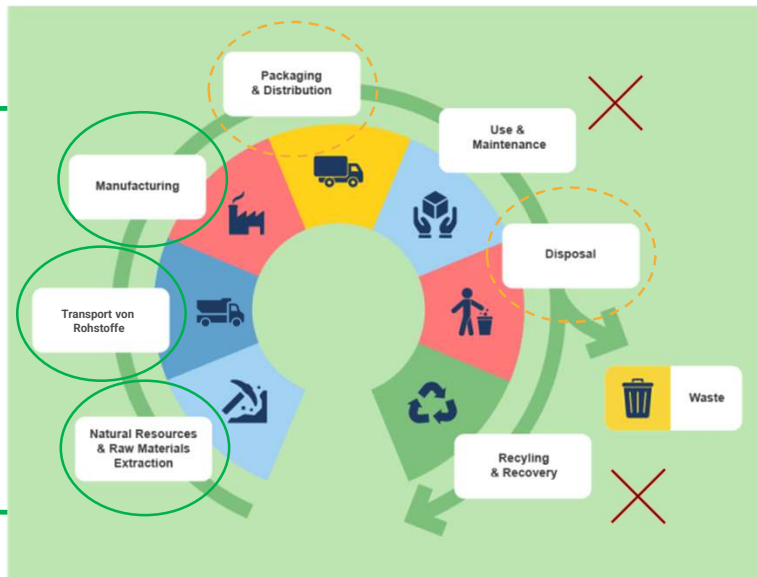 Packaging
& Distribution
Use &
Maintenance
Manufacturing
Disposal
Transport von
Rohstoffe
Waste
Natural Resources
& Raw Materials
Extraction
Recyling
& Recovery